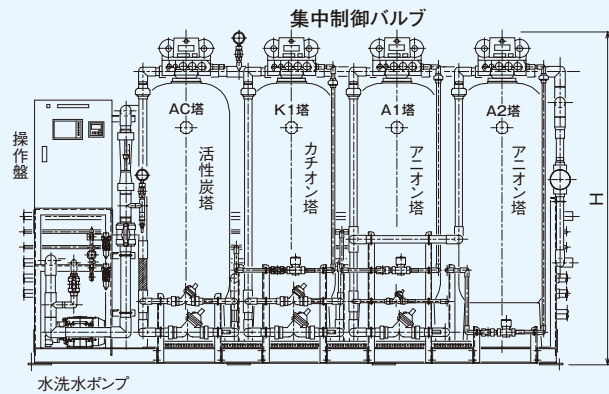 集中制御バルブ
AC塔
K1塔
A1塔
A2塔
操作盤
活性炭塔
カチオン塔
アニオン塔
アニオン塔
H
水洗水ポンプ